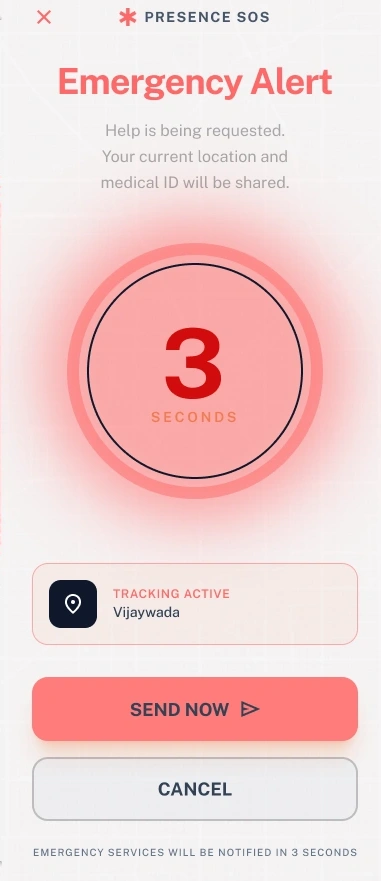 PRESENCE SOS
Emergency Alert
Help is being requested.
Your current location and
medical ID will be shared.
3
SECONDS
TRACKING ACTIVE
Vijaywada
SEND NOW
CANCEL
EMERGENCY SERVICES WILL BE NOTIFIED IN 3 SECONDS